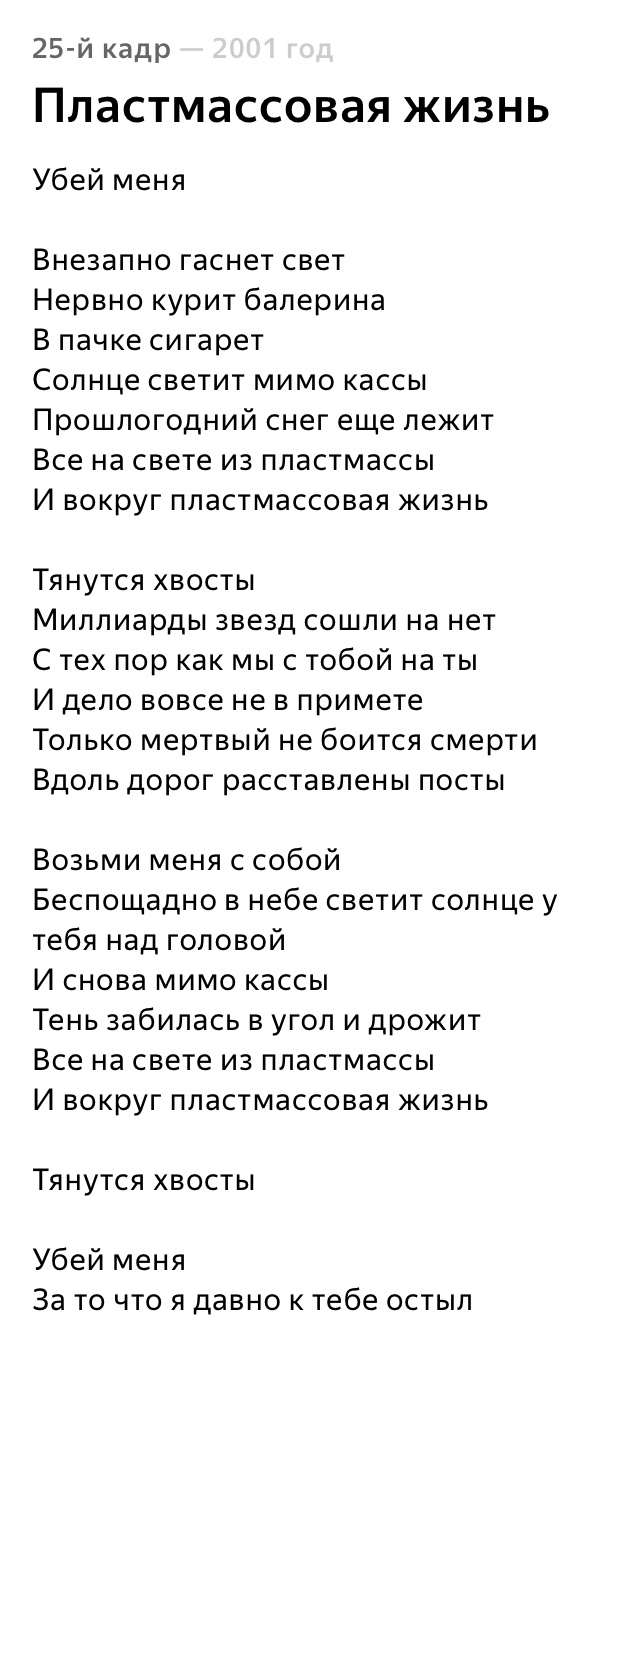 25-й кадр — 2001 год
Пластмассовая жизнь
Убей меня
Внезапно гаснет свет
Нервно курит балерина
В пачке сигарет
Солнце светит мимо кассы
Прошлогодний снег еще лежит
Все на свете из пластмассы
И вокруг пластмассовая жизнь
Тянутся хвосты
Миллиарды звезд сошли на нет
С тех пор как мы с тобой на ты
И дело вовсе не в примете
Только мертвый не боится смерти
Вдоль дорог расставлены посты
Возьми меня с собой
Беспощадно в небе светит солнце у
тебя над головой
И снова мимо кассы
Тень забилась в угол и дрожит
Все на свете из пластмассы
И вокруг пластмассовая жизнь
Тянутся хвосты
Убей меня
За то что я давно к тебе остыл